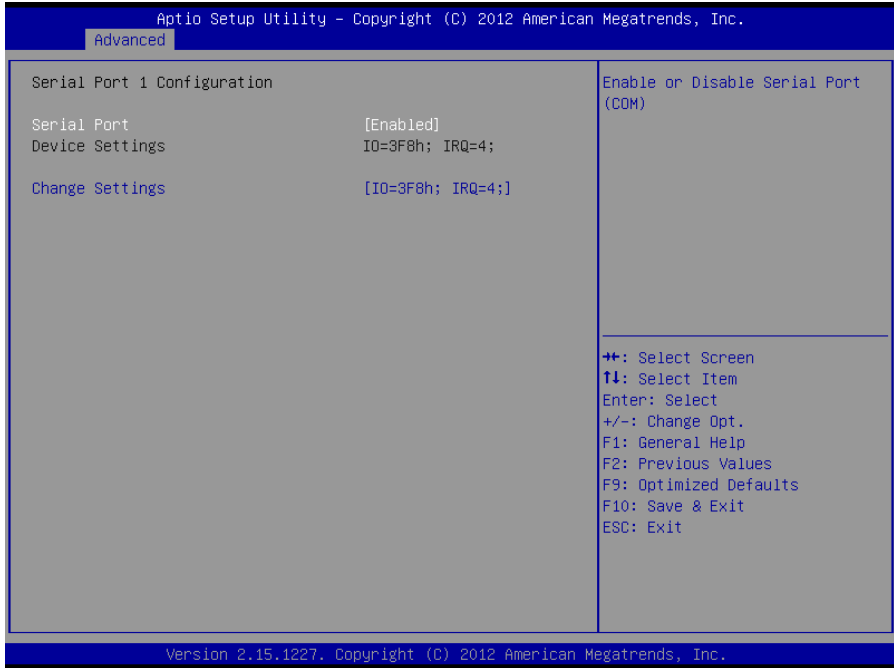 Aptio Setup Utility – Copyright (C) 2012 American Megatrends, Inc.
Advanced
Serial Port 1 Configuration
Serial Port [Enabled]
Device Settings IO=3F8h; IRQ=4;
Change Settings [IO=3F8h; IRQ=4;]
Enable or Disable Serial Port
(COM)
→←: Select Screen
↑↓: Select Item
Enter: Select
+/-: Change Opt.
F1: General Help
F2: Previous Values
F9: Optimized Defaults
F10: Save & Exit
ESC: Exit
Version 2.15.1227. Copyright (C) 2012 American Megatrends, Inc.